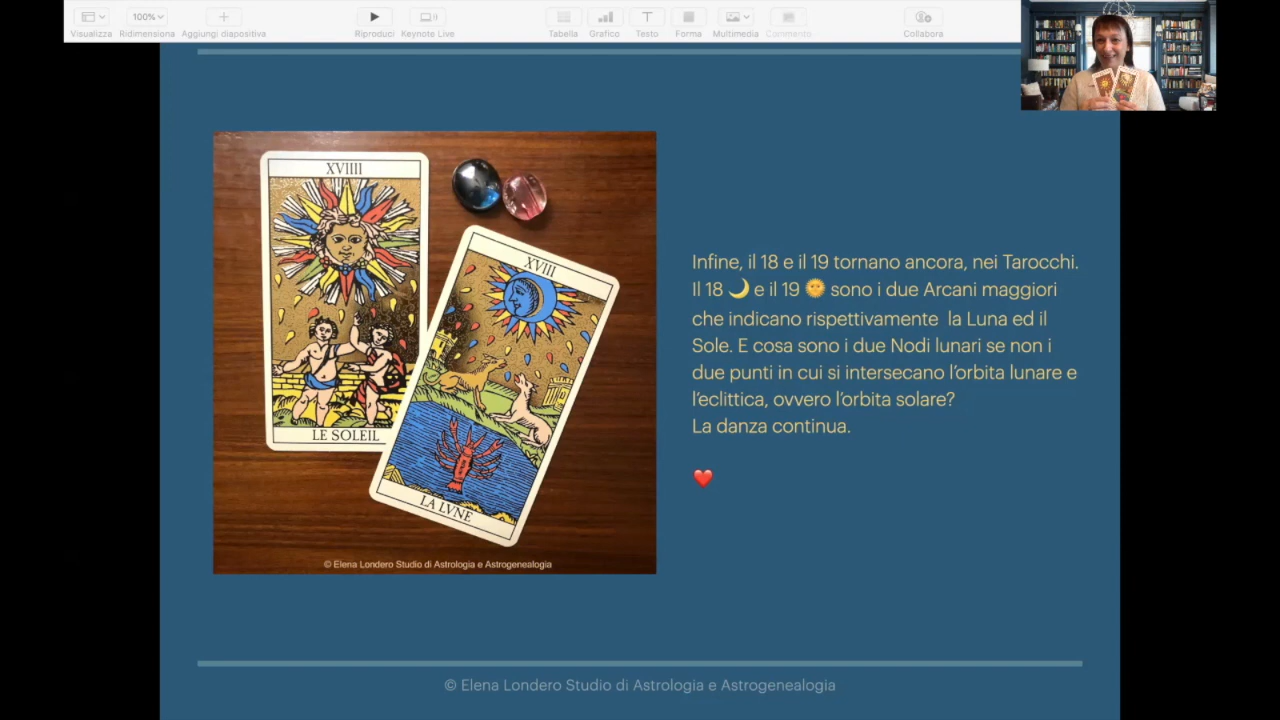 100%
Visualizza
Ridimensiona
Aggiungi diapositiva
Riproduci
Keynote Live
Tabella
Grafico
Testo
Forma
Multimedia
Commento
Collabora
XVIIII
LE SOLEIL
XVIII
LA LVNE
© Elena Londero Studio di Astrologia e Astrogenealogia
Infine, il 18 e il 19 tornano ancora, nei Tarocchi.
Il 18 🌙 e il 19 🌞 sono i due Arcani maggiori
che indicano rispettivamente la Luna ed il
Sole. E cosa sono i due Nodi lunari se non i
due punti in cui si intersecano l'orbita lunare e
l'eclittica, ovvero l'orbita solare?
La danza continua.
❤️
© Elena Londero Studio di Astrologia e Astrogenealogia